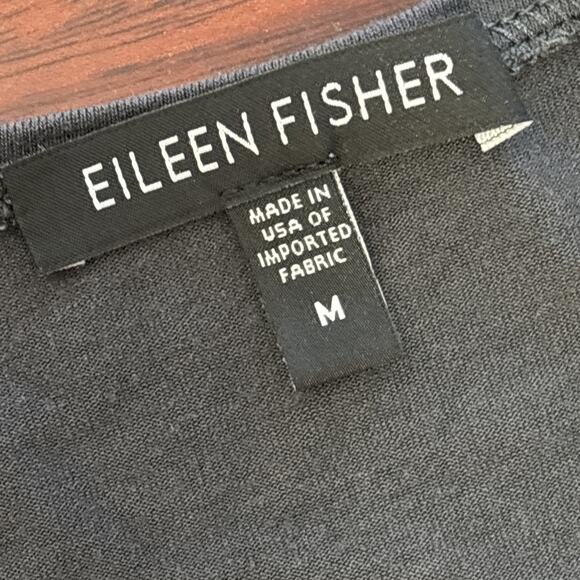 EILEEN FISHER
MADE IN
USA OF
IMPORTED
FABRIC
M